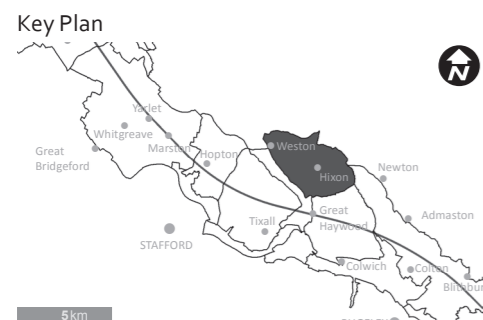 Key Plan
N
Yarlet
Whitgreave
Marston
Great
Bridgeford
Hopton
Weston
Hixon
Newton
Great
Haywood
Admaston
Tixall
STAFFORD
Colwich
Colton
5km